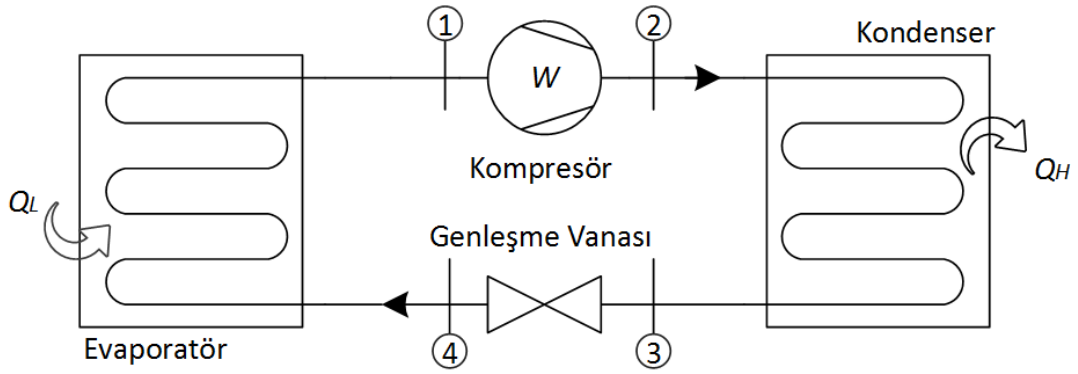 1
2
Kondenser
W
Kompresör
QH
QL
Genleşme Vanası
Evaporatör
4
3